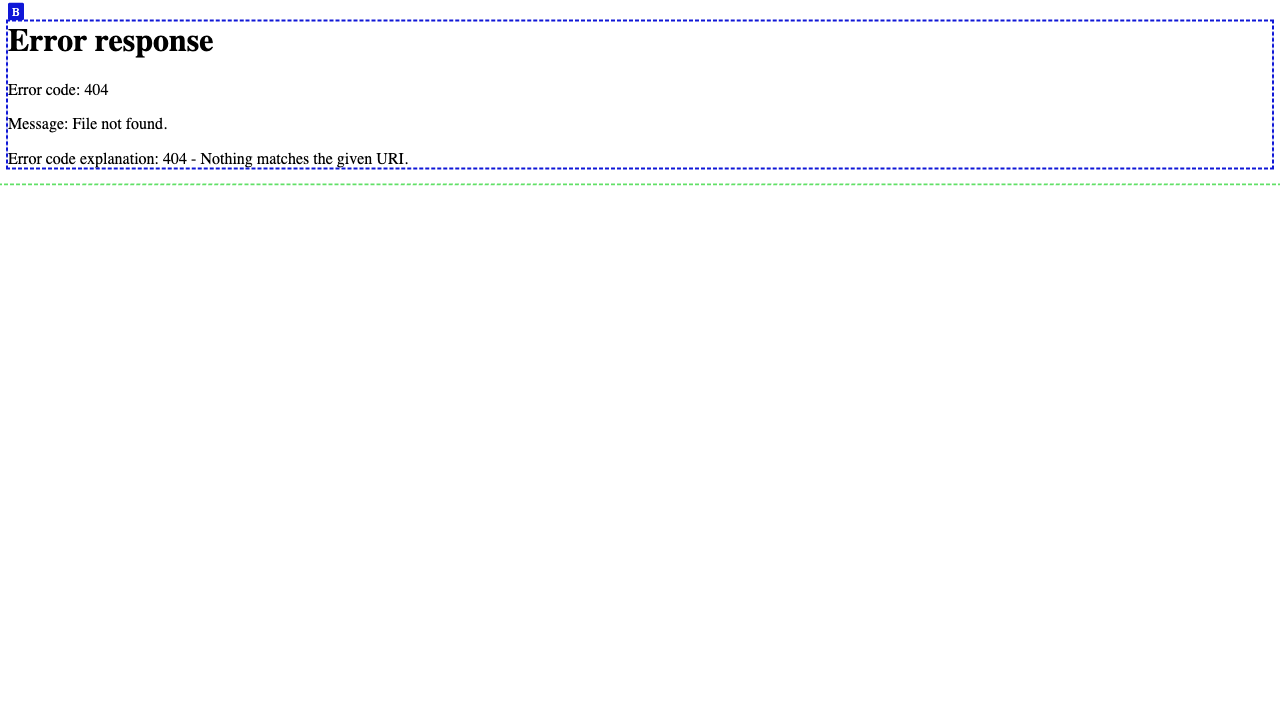 B
Error response
Error code: 404
Message: File not found.
Error code explanation: 404 - Nothing matches the given URI.